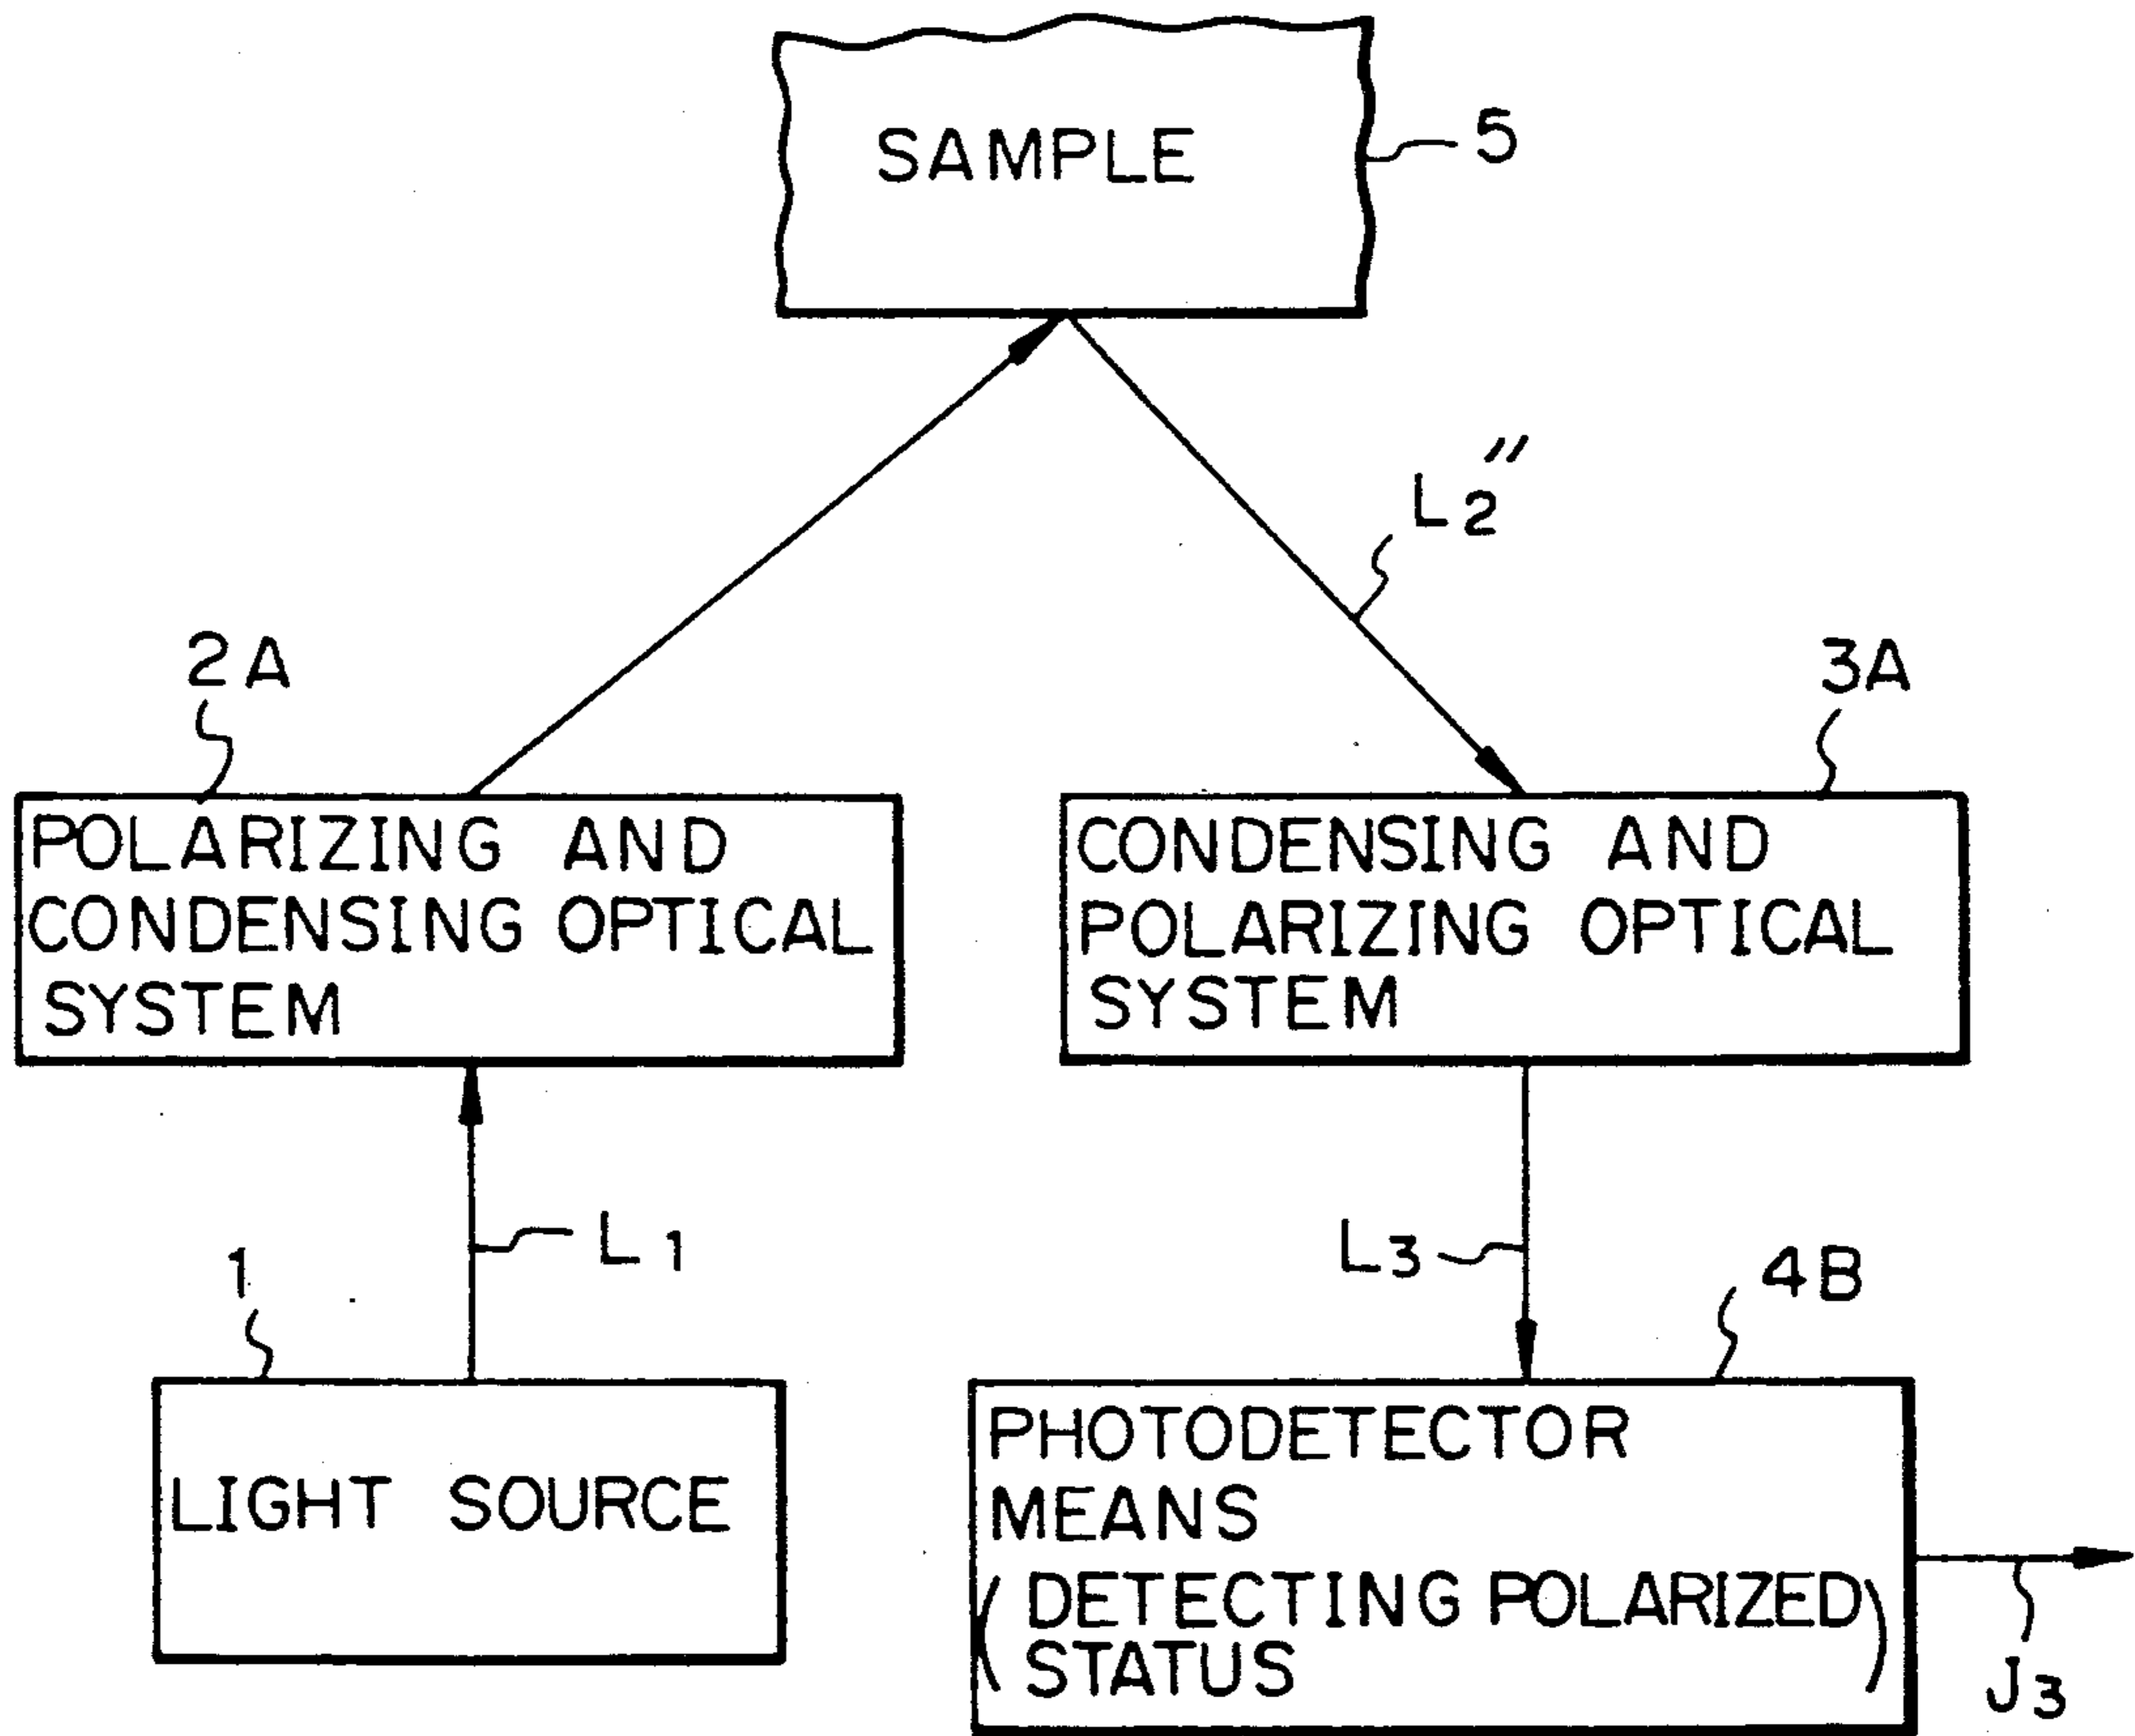 SAMPLE
5
L2"
2A
3A
POLARIZING AND
CONDENSING OPTICAL
SYSTEM
CONDENSING AND
POLARIZING OPTICAL
SYSTEM
L1
L3
1
4B
LIGHT SOURCE
PHOTODETECTOR
MEANS
(DETECTING POLARIZED
STATUS)
J3